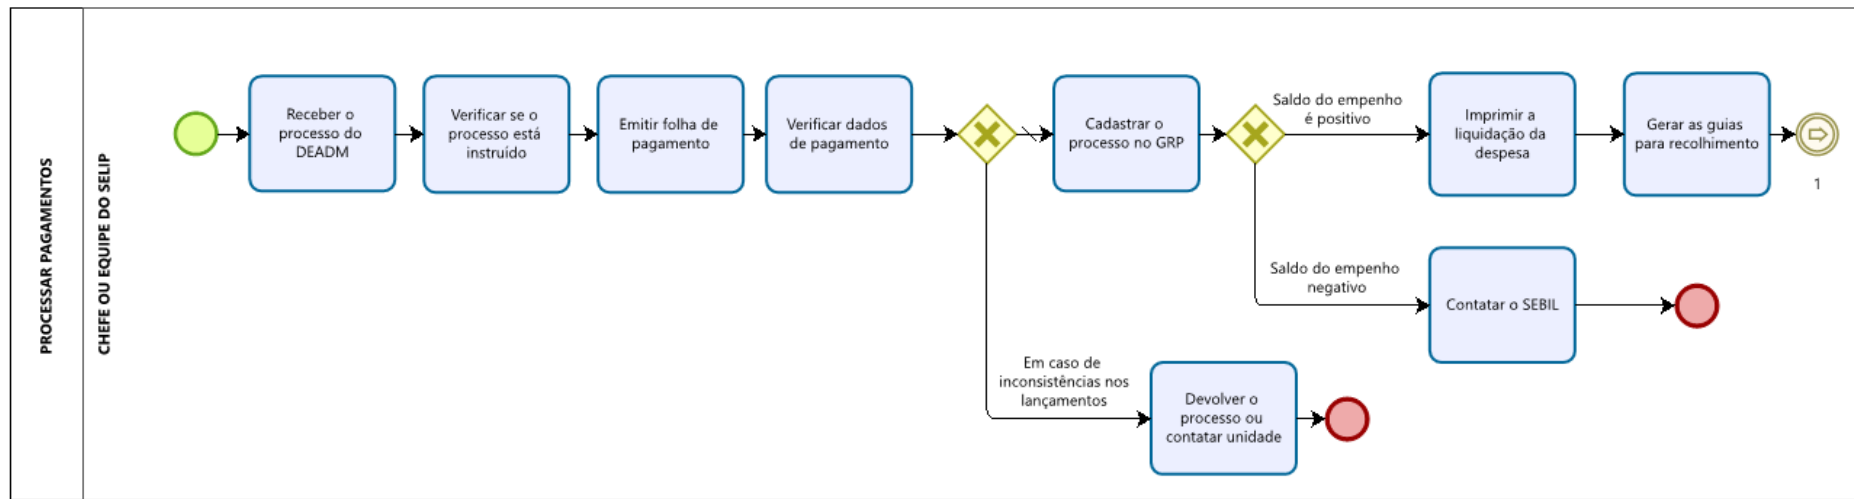 PROCESSAR PAGAMENTOS
CHEFE OU EQUIPE DO SELIP
Receber o
processo do
DEADM
Verificar se o
processo está
instruído
Emitir folha de
pagamento
Verificar dados
de pagamento
Cadastrar o
processo no GRP
Saldo do empenho
é positivo
Imprimir a
liquidação da
despesa
Gerar as guias
para recolhimento
1
Saldo do empenho
negativo
Contatar o SEBIL
Em caso de
inconsistências nos
lançamentos
Devolver o
processo ou
contatar unidade